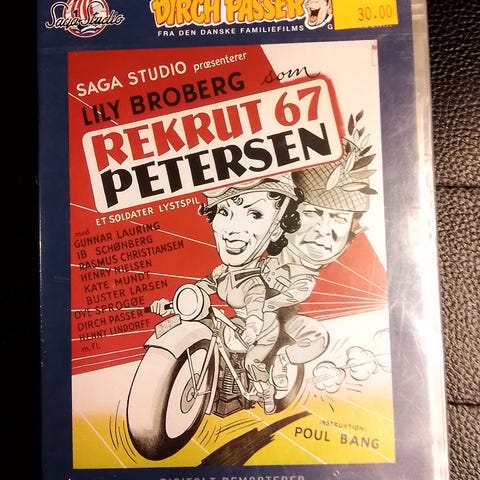 Saga Studio
DIRCH PASSER
30.00
FRA DEN DANSKE FAMILIEFILMS
SAGA STUDIO præsenterer
LILY BROBERG som
REKRUT 67
PETERSEN
ET SOLDATER LYSTSPIL
med
GUNNAR LAURING
IB SCHØNBERG
RASMUS CHRISTIANSEN
HENRY NIELSEN
KATE MUNDT
BUSTER LARSEN
OVE SPROGØE
DIRCH PASSER
HENNY LINDORFF
m.fl.
INSTRUKTION:
POUL BANG
DIGITALT REMASTERER